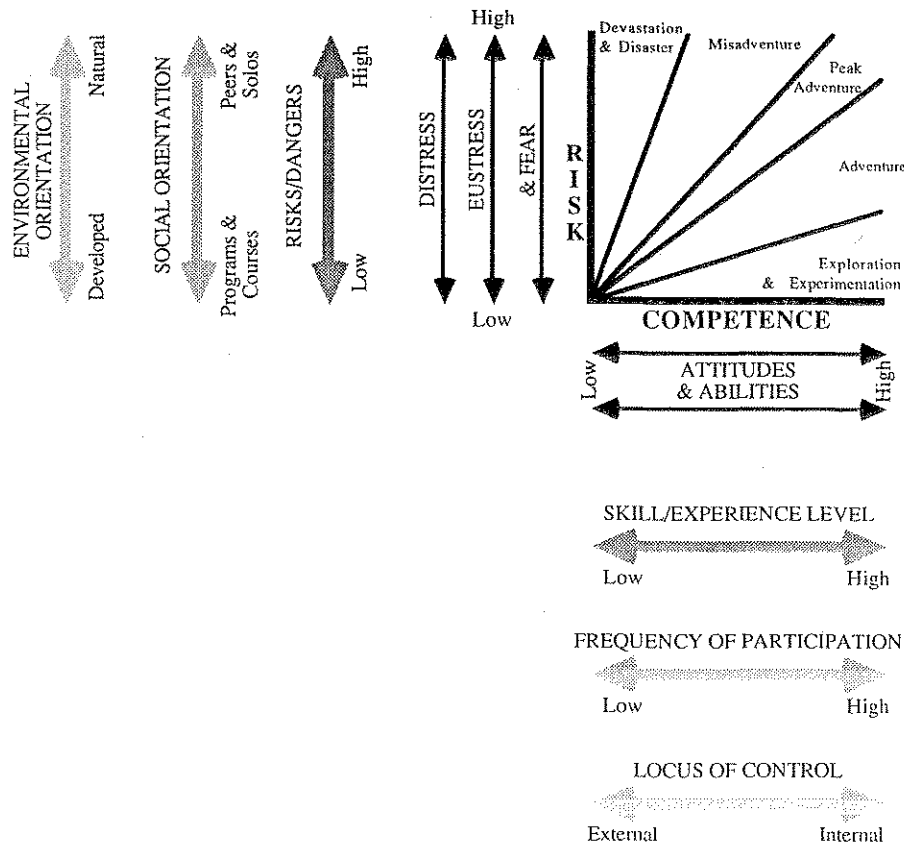 ENVIRONMENTAL
ORIENTATION
Natural
Developed
SOCIAL ORIENTATION
Peers &
Solos
Programs &
Courses
RISKS/DANGERS
High
Low
High
DISTRESS
EUSTRESS
& FEAR
Low
RISK
Devastation
& Disaster
Misadventure
Peak
Adventure
Adventure
Exploration
& Experimentation
COMPETENCE
Low
ATTITUDES
& ABILITIES
High
SKILL/EXPERIENCE LEVEL
Low High
FREQUENCY OF PARTICIPATION
Low High
LOCUS OF CONTROL
External Internal